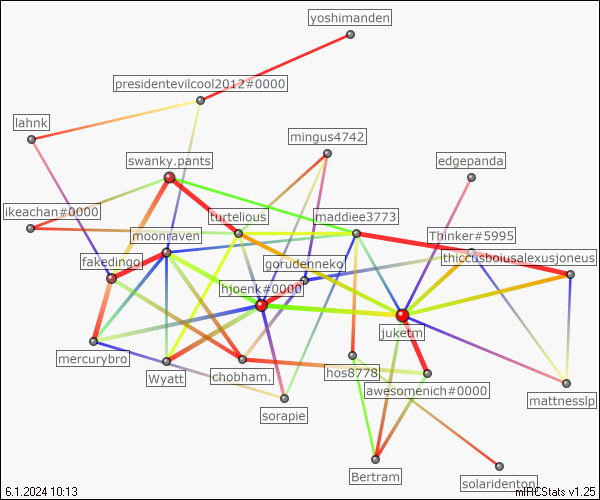 yoshimanden
presidentevilcool2012#0000
lahnk
mingus4742
swanky.pants
edgepanda
ikeachan#0000
turtelious
maddiee3773
moonraven
Thinker#5995
fakedingo
gorudenneko
thiccusboiusalexusjoneus
hjoenk#0000
juketm
mercurybro
Wyatt
chobham.
hos8778
awesomenich#0000
mattnesslp
sorapie
Bertram
solaridenton
6.1.2024 10:13
mIRCStats v1.25